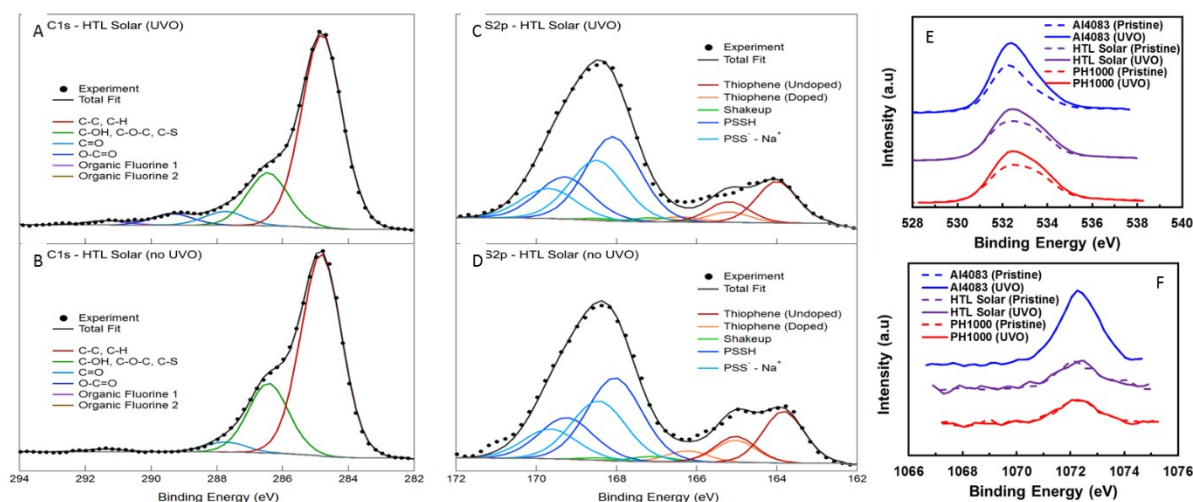 A
C1s - HTL Solar (UVO)
Experiment
Total Fit
C-C, C-H
C-OH, C-O-C, C-S
C=O
O-C=O
Organic Fluorine 1
Organic Fluorine 2
B
C1s - HTL Solar (no UVO)
Experiment
Total Fit
C-C, C-H
C-OH, C-O-C, C-S
C=O
O-C=O
Organic Fluorine 1
Organic Fluorine 2
294 292 290 288 286 284 282
Binding Energy (eV)
C
S2p - HTL Solar (UVO)
Experiment
Total Fit
Thiophene (Undoped)
Thiophene (Doped)
Shakeup
PSSH
PSS⁻ - Na⁺
D
S2p - HTL Solar (no UVO)
Experiment
Total Fit
Thiophene (Undoped)
Thiophene (Doped)
Shakeup
PSSH
PSS⁻ - Na⁺
172 170 168 166 164 162
Binding Energy (eV)
E
AI4083 (Pristine)
AI4083 (UVO)
HTL Solar (Pristine)
HTL Solar (UVO)
PH1000 (Pristine)
PH1000 (UVO)
Intensity (a.u)
528 530 532 534 536 538 540
Binding Energy (eV)
F
AI4083 (Pristine)
AI4083 (UVO)
HTL Solar (Pristine)
HTL Solar (UVO)
PH1000 (Pristine)
PH1000 (UVO)
Intensity (a.u)
1066 1068 1070 1072 1074 1076
Binding Energy (eV)